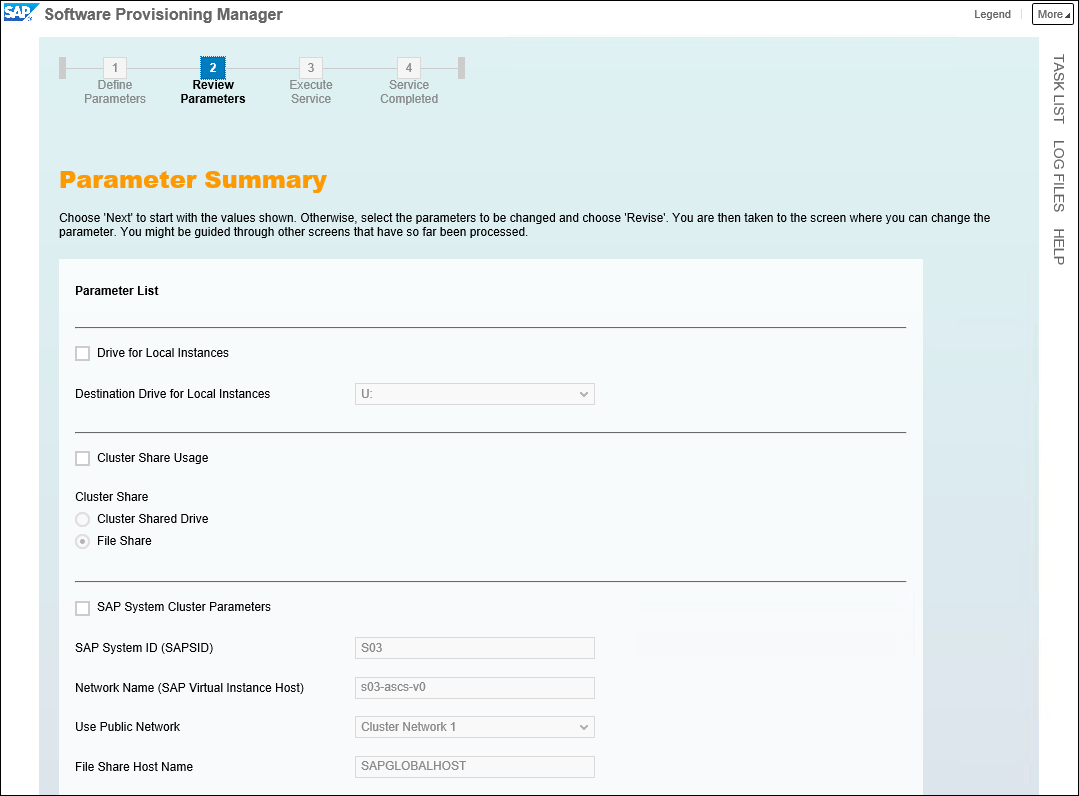 SAP Software Provisioning Manager
Legend
More
1
Define
Parameters
2
Review
Parameters
3
Execute
Service
4
Service
Completed
TASK LIST
LOG FILES
HELP
Parameter Summary
Choose 'Next' to start with the values shown. Otherwise, select the parameters to be changed and choose 'Revise'. You are then taken to the screen where you can change the
parameter. You might be guided through other screens that have so far been processed.
Parameter List
Drive for Local Instances
Destination Drive for Local Instances U:
Cluster Share Usage
Cluster Share
Cluster Shared Drive
File Share
SAP System Cluster Parameters
SAP System ID (SAPSID) S03
Network Name (SAP Virtual Instance Host) s03-ascs-v0
Use Public Network Cluster Network 1
File Share Host Name SAPGLOBALHOST